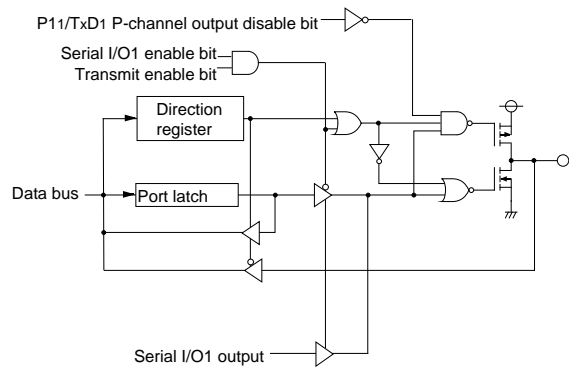 P11/TxD1 P-channel output disable bit
Serial I/O1 enable bit
Transmit enable bit
Direction
register
Data bus
Port latch
Serial I/O1 output